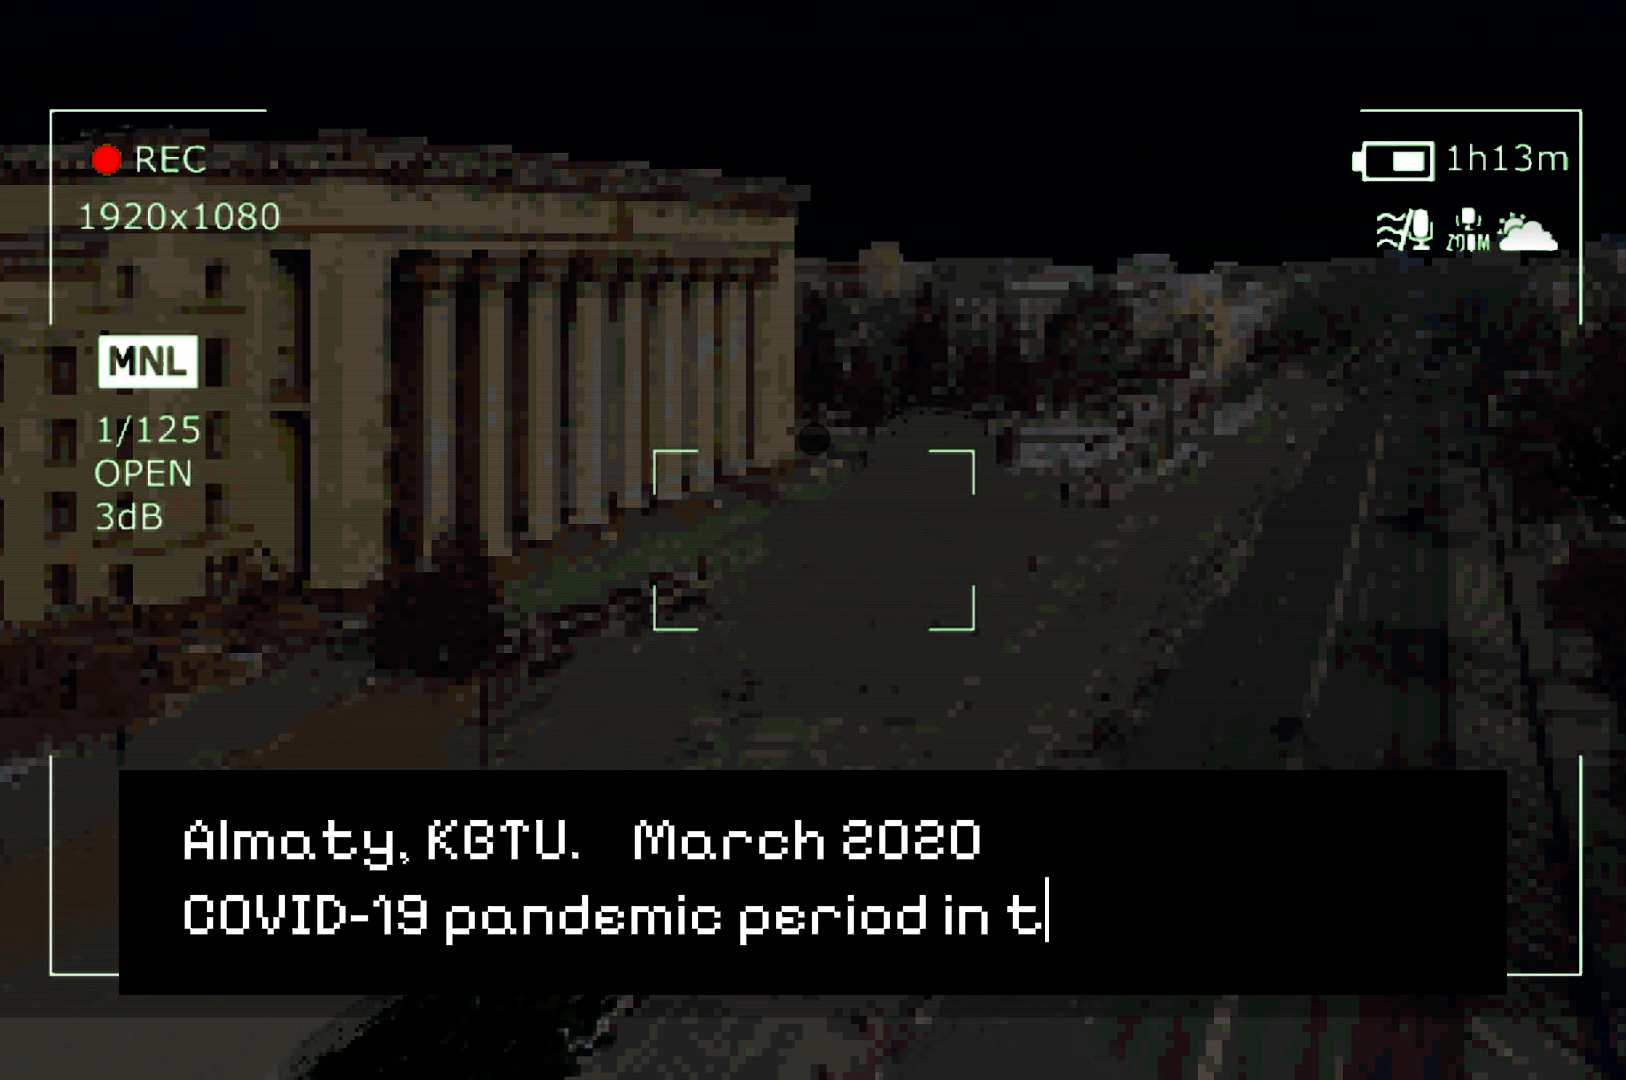 REC
1h13m
1920x1080
ZOOM
MNL
1/125
OPEN
3dB
Almaty, KBTU. March 2020
COVID-19 pandemic period in t